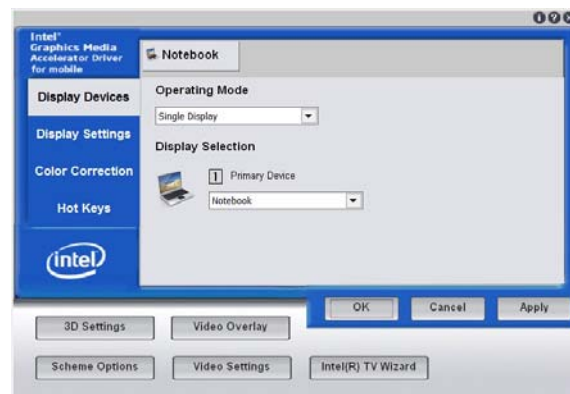 Intel®
Graphics Media
Accelerator Driver
for mobile
Notebook
Display Devices
Display Settings
Color Correction
Hot Keys
intel
Operating Mode
Single Display
Display Selection
1 Primary Device
Notebook
OK Cancel Apply
3D Settings Video Overlay
Scheme Options Video Settings Intel(R) TV Wizard